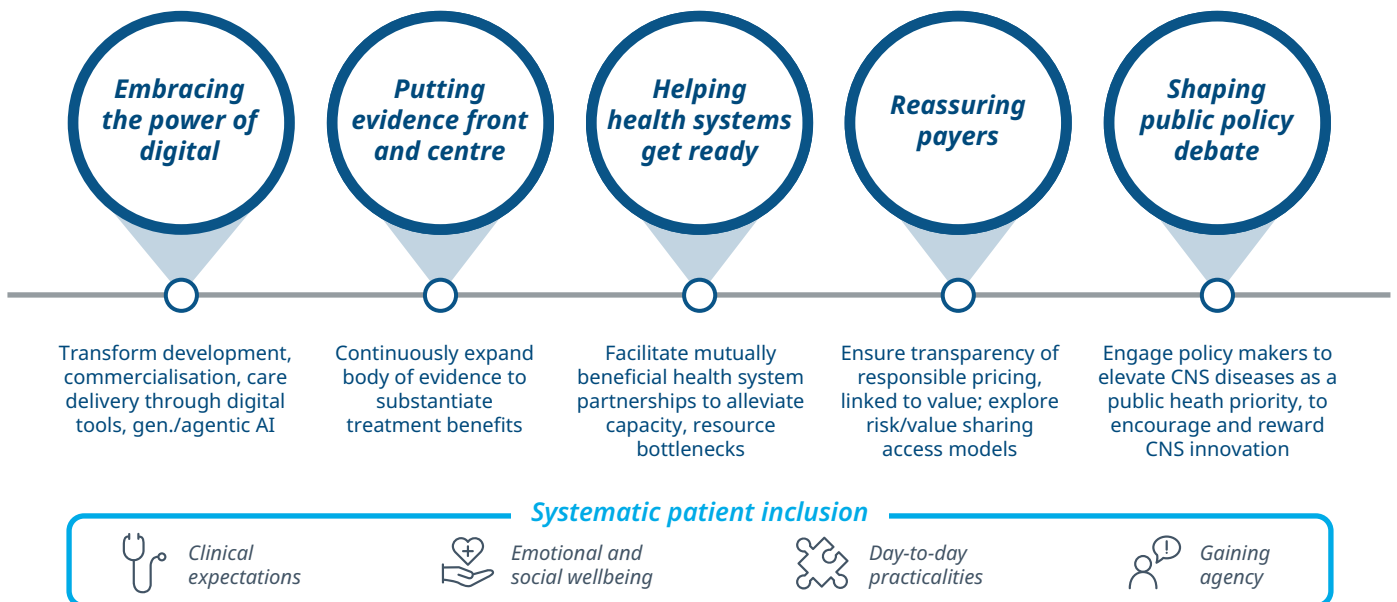 Embracing
the power of
digital
Putting
evidence front
and centre
Helping
health systems
get ready
Reassuring
payers
Shaping
public policy
debate
Transform development,
commercialisation, care
delivery through digital
tools, gen./agentic AI
Continuously expand
body of evidence to
substantiate
treatment benefits
Facilitate mutually
beneficial health system
partnerships to alleviate
capacity, resource
bottlenecks
Ensure transparency of
responsible pricing,
linked to value; explore
risk/value sharing
access models
Engage policy makers to
elevate CNS diseases as a
public heath priority, to
encourage and reward
CNS innovation
Systematic patient inclusion
Clinical
expectations
Emotional and
social wellbeing
Day-to-day
practicalities
Gaining
agency